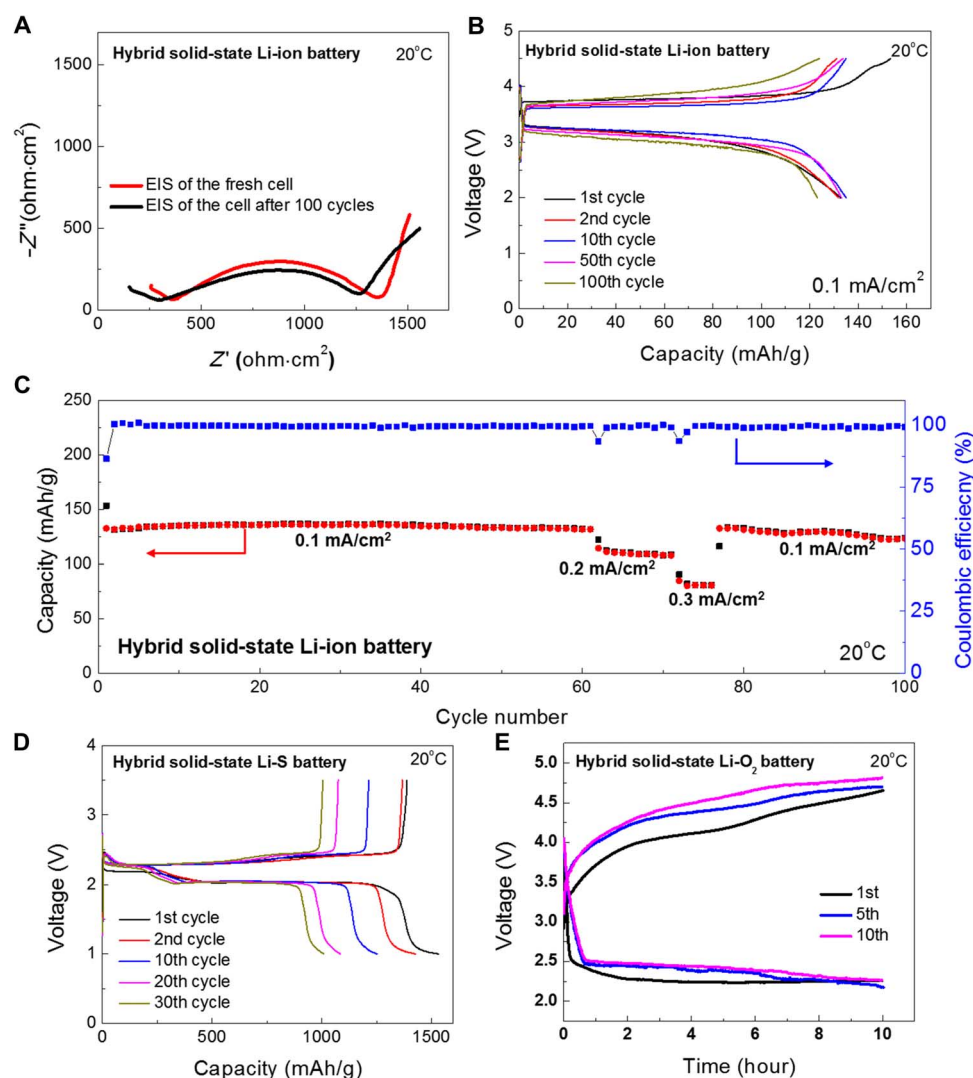 A
Hybrid solid-state Li-ion battery
20°C
1500
1000
500
0
-Z"(ohm·cm²)
EIS of the fresh cell
EIS of the cell after 100 cycles
0 500 1000 1500
Z' (ohm·cm²)
B
Hybrid solid-state Li-ion battery
20°C
5
4
3
2
1
0
Voltage (V)
1st cycle
2nd cycle
10th cycle
50th cycle
100th cycle
0.1 mA/cm²
0 20 40 60 80 100 120 140 160
Capacity (mAh/g)
C
250
200
150
100
50
0
Capacity (mAh/g)
100
75
50
25
0
Coulombic efficiecny (%)
0.1 mA/cm²
0.2 mA/cm²
0.3 mA/cm²
0.1 mA/cm²
Hybrid solid-state Li-ion battery
20°C
0 20 40 60 80 100
Cycle number
D
Hybrid solid-state Li-S battery
20°C
4
3
2
1
0
Voltage (V)
1st cycle
2nd cycle
10th cycle
20th cycle
30th cycle
0 500 1000 1500
Capacity (mAh/g)
E
Hybrid solid-state Li-O₂ battery
20°C
5.0
4.5
4.0
3.5
3.0
2.5
2.0
Voltage (V)
1st
5th
10th
0 2 4 6 8 10
Time (hour)